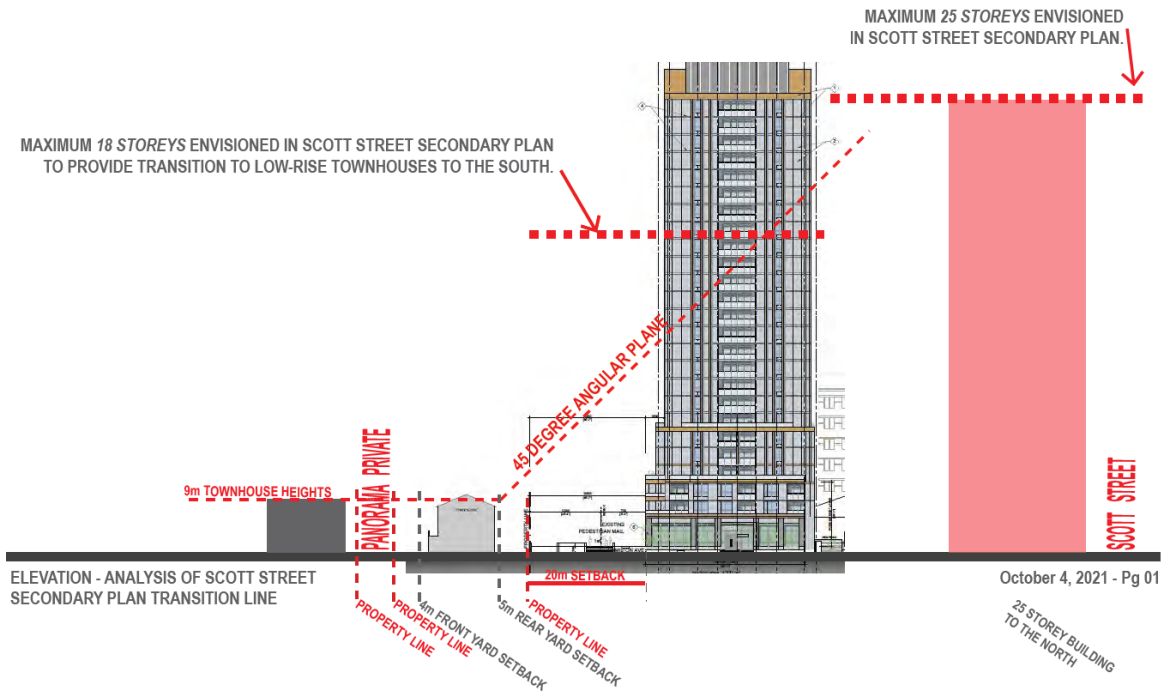 MAXIMUM 25 STOREYS ENVISIONED
IN SCOTT STREET SECONDARY PLAN.
MAXIMUM 18 STOREYS ENVISIONED IN SCOTT STREET SECONDARY PLAN
TO PROVIDE TRANSITION TO LOW-RISE TOWNHOUSES TO THE SOUTH.
45 DEGREE ANGULAR PLANE
9m TOWNHOUSE HEIGHTS
PANORAMA PRIVATE
EXISTING
PEDESTRIAN MALL
SCOTT STREET
20m SETBACK
ELEVATION - ANALYSIS OF SCOTT STREET
SECONDARY PLAN TRANSITION LINE
October 4, 2021 - Pg 01
PROPERTY LINE
PROPERTY LINE
4m FRONT YARD SETBACK
5m REAR YARD SETBACK
PROPERTY LINE
25 STOREY BUILDING
TO THE NORTH